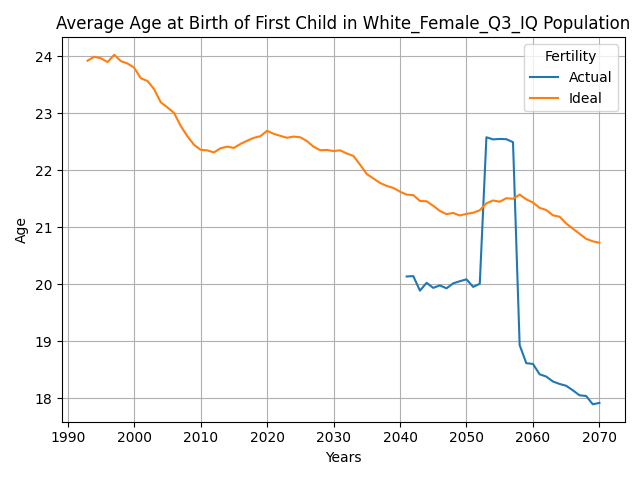 Average Age at Birth of First Child in White_Female_Q3_IQ Population
Fertility
Actual
Ideal
24
23
22
21
20
19
18
Age
1990 2000 2010 2020 2030 2040 2050 2060 2070
Years